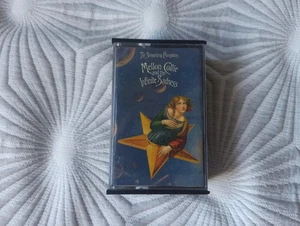 The Smashing Pumpkins
Mellon Collie
and the
Infinite Sadness